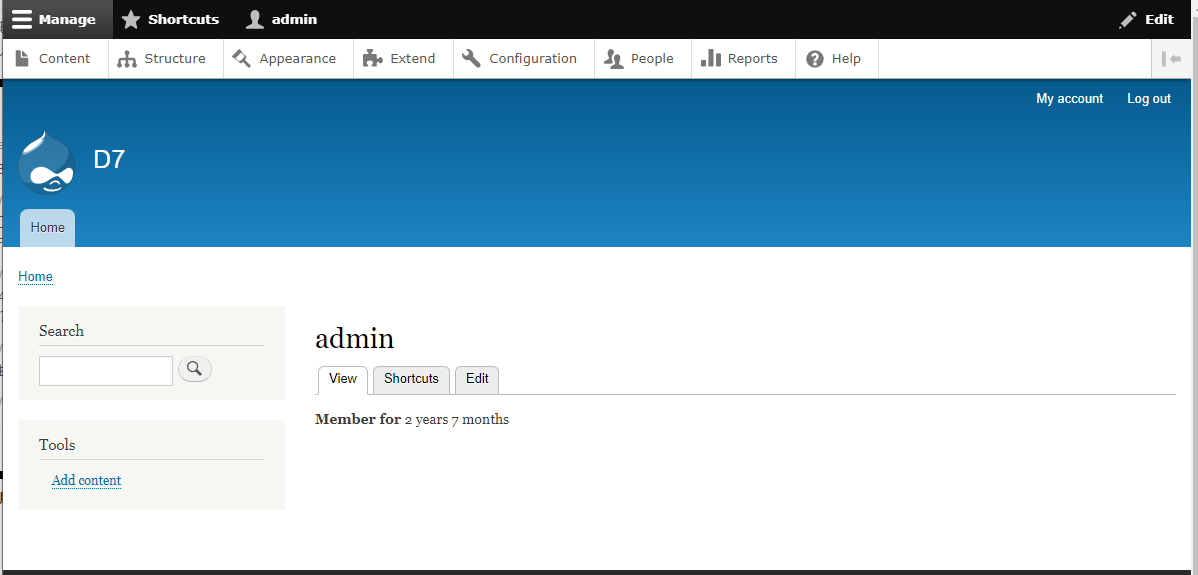 Manage Shortcuts admin Edit
Content Structure Appearance Extend Configuration People Reports Help
My account Log out
D7
Home
Home
Search
admin
View Shortcuts Edit
Member for 2 years 7 months
Tools
Add content